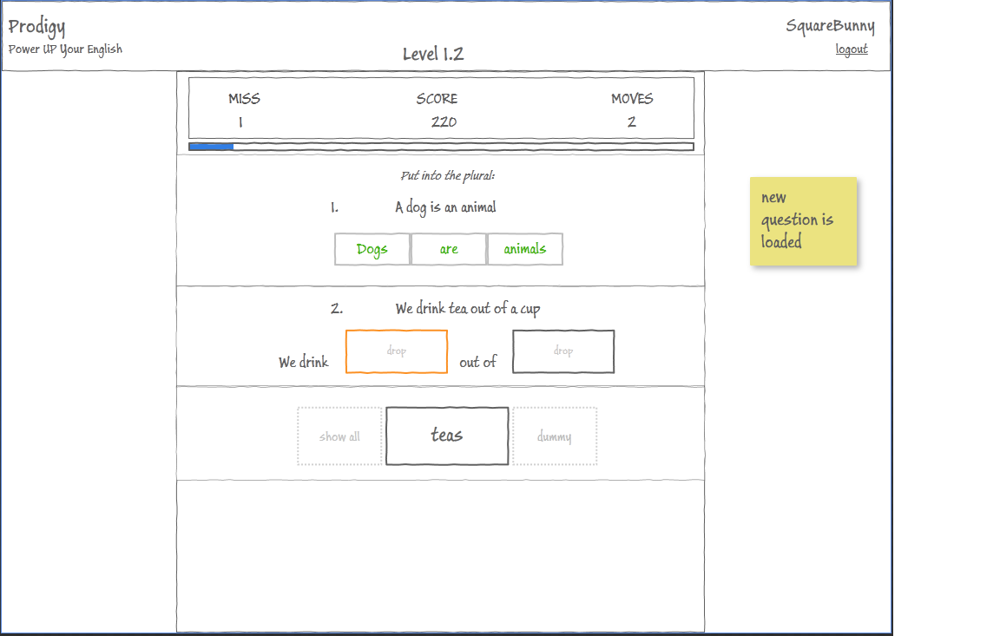 Prodigy
SquareBunny
Power UP Your English
logout
Level 1.2
MISS SCORE MOVES
1 220 2
Put into the plural:
1. A dog is an animal
Dogs are animals
new
question is
loaded
2. We drink tea out of a cup
We drink drop out of drop
show all teas dummy